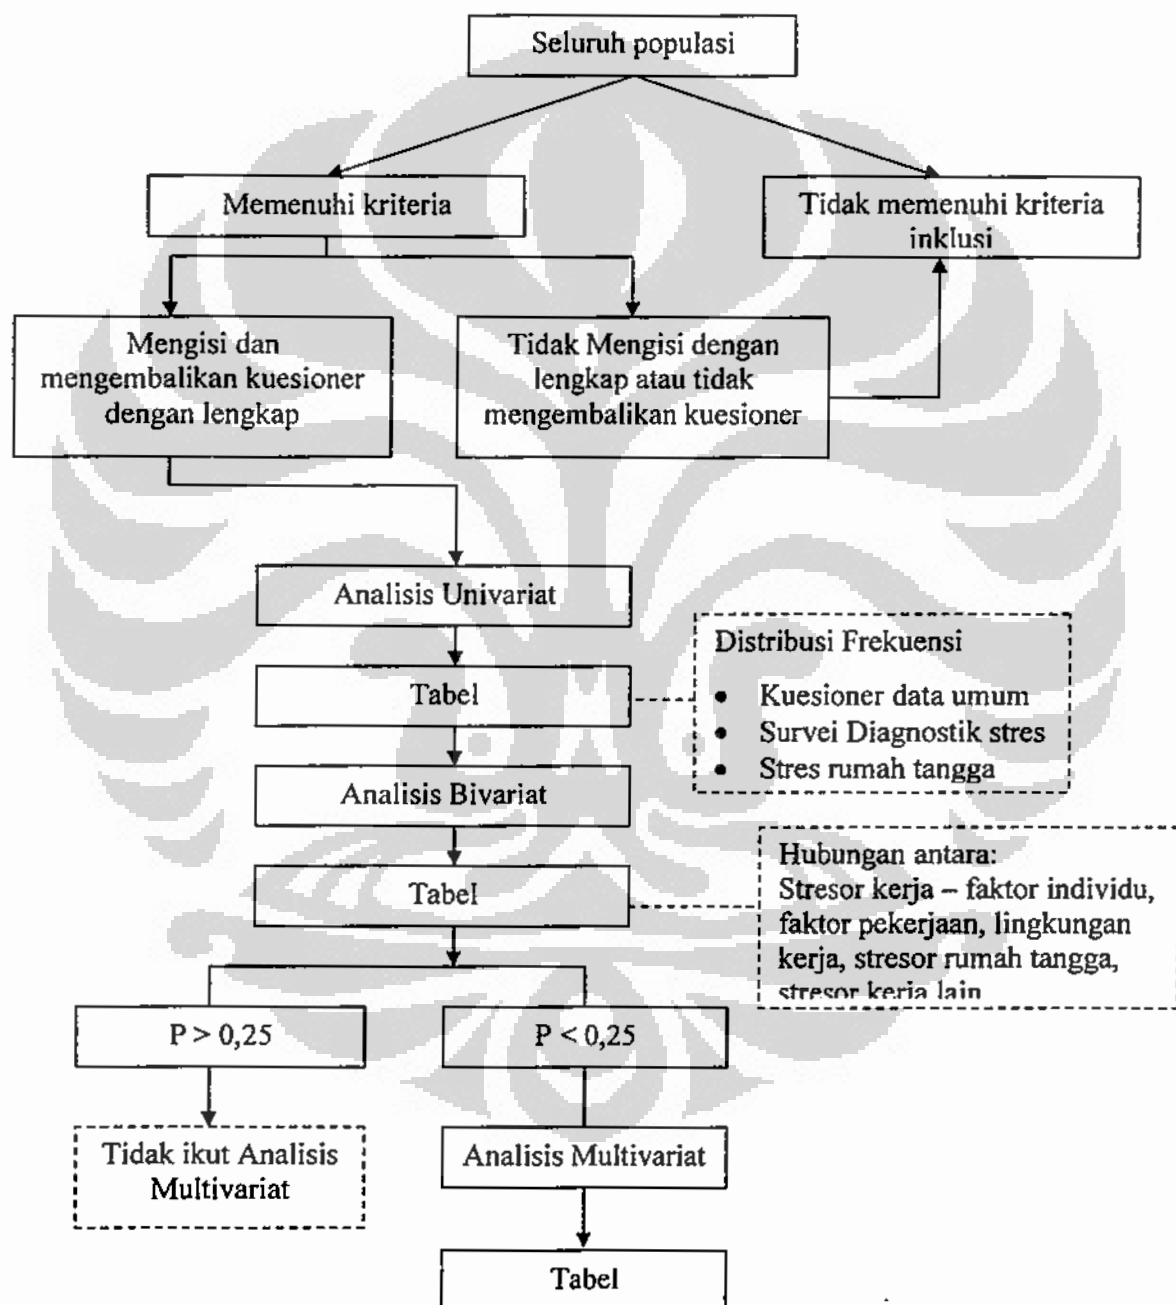 Seluruh populasi
Memenuhi kriteria
Tidak memenuhi kriteria
inklusi
Mengisi dan
mengembalikan kuesioner
dengan lengkap
Tidak Mengisi dengan
lengkap atau tidak
mengembalikan kuesioner
Analisis Univariat
Tabel
Distribusi Frekuensi
• Kuesioner data umum
• Survei Diagnostik stres
• Stres rumah tangga
Analisis Bivariat
Tabel
Hubungan antara:
Stresor kerja – faktor individu,
faktor pekerjaan, lingkungan
kerja, stresor rumah tangga,
stresor kerja lain
P > 0,25
P < 0,25
Tidak ikut Analisis
Multivariat
Analisis Multivariat
Tabel